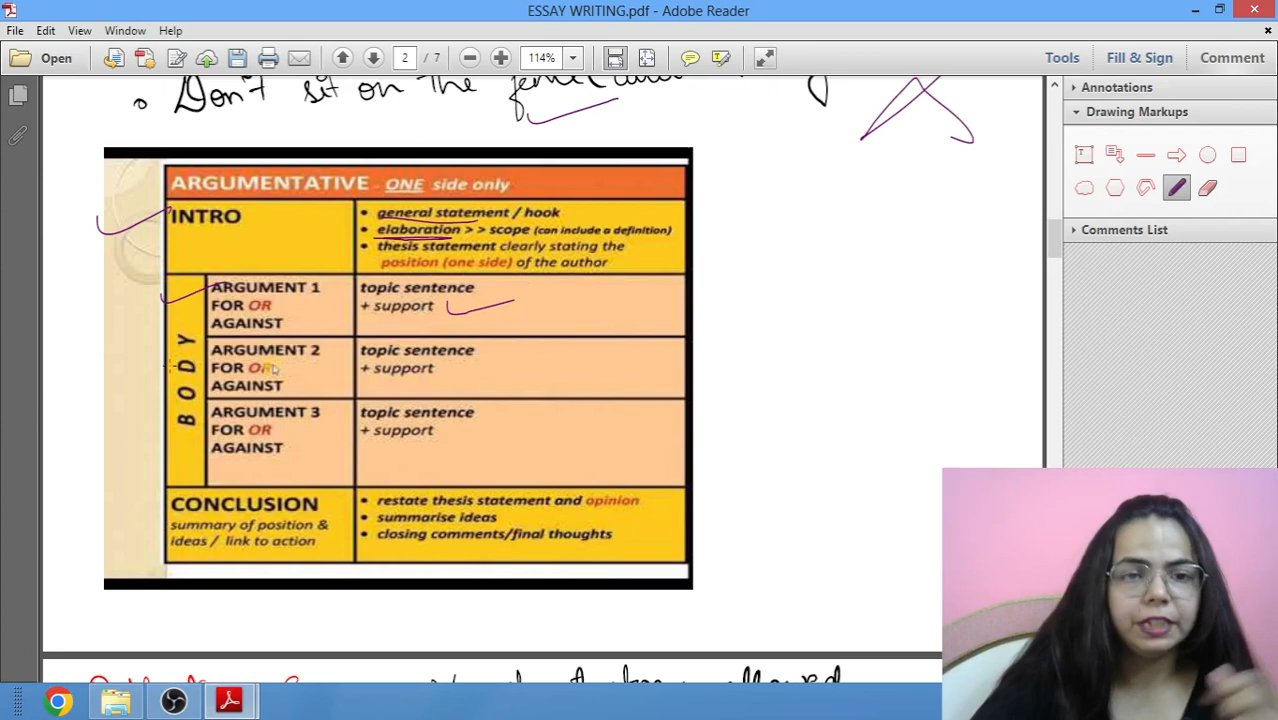 ESSAY WRITING.pdf - Adobe Reader
File Edit View Window Help
Open 2 / 7 114% Tools Fill & Sign Comment
• Don't sit on the
Annotations
Drawing Markups
Comments List
ARGUMENTATIVE - ONE side only
INTRO
• general statement / hook
• elaboration > > scope (can include a definition)
• thesis statement clearly stating the
position (one side) of the author
BODY
ARGUMENT 1
FOR OR
AGAINST
topic sentence
+ support
ARGUMENT 2
FOR OR
AGAINST
topic sentence
+ support
ARGUMENT 3
FOR OR
AGAINST
topic sentence
+ support
CONCLUSION
summary of position &
ideas / link to action
• restate thesis statement and opinion
• summarise ideas
• closing comments/final thoughts